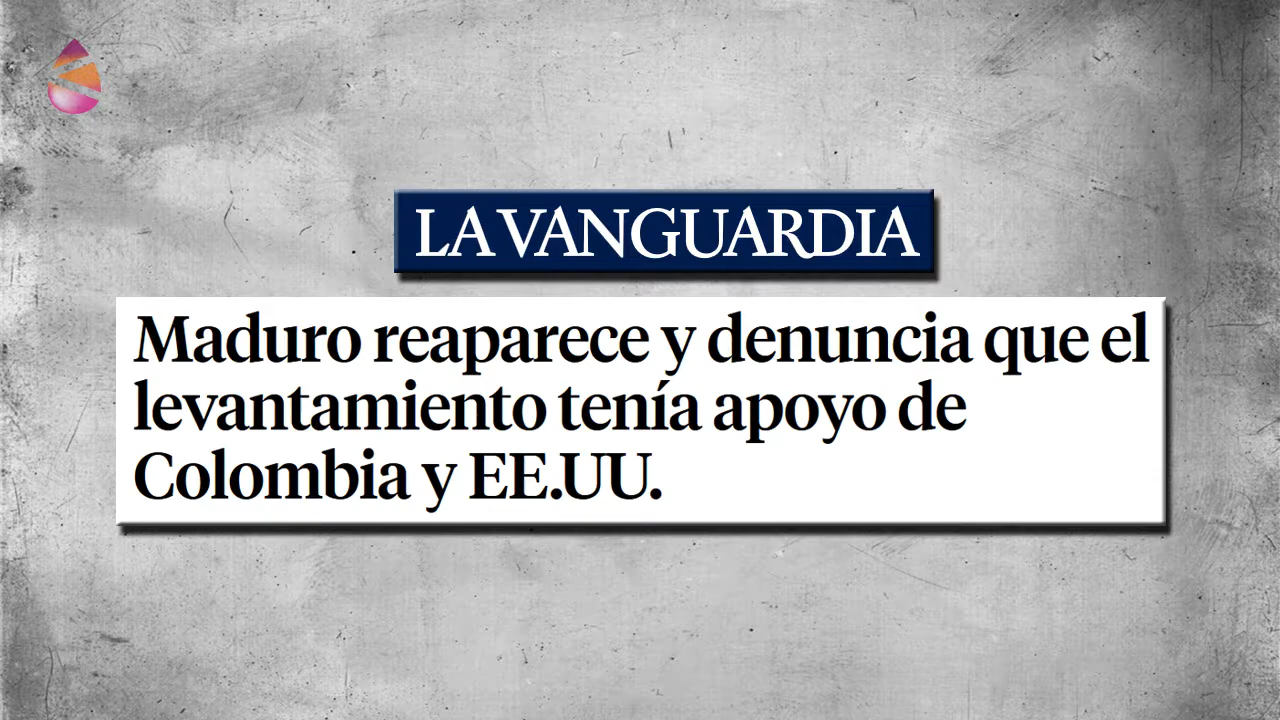 LA VANGUARDIA
Maduro reaparece y denuncia que el
levantamiento tenía apoyo de
Colombia y EE.UU.